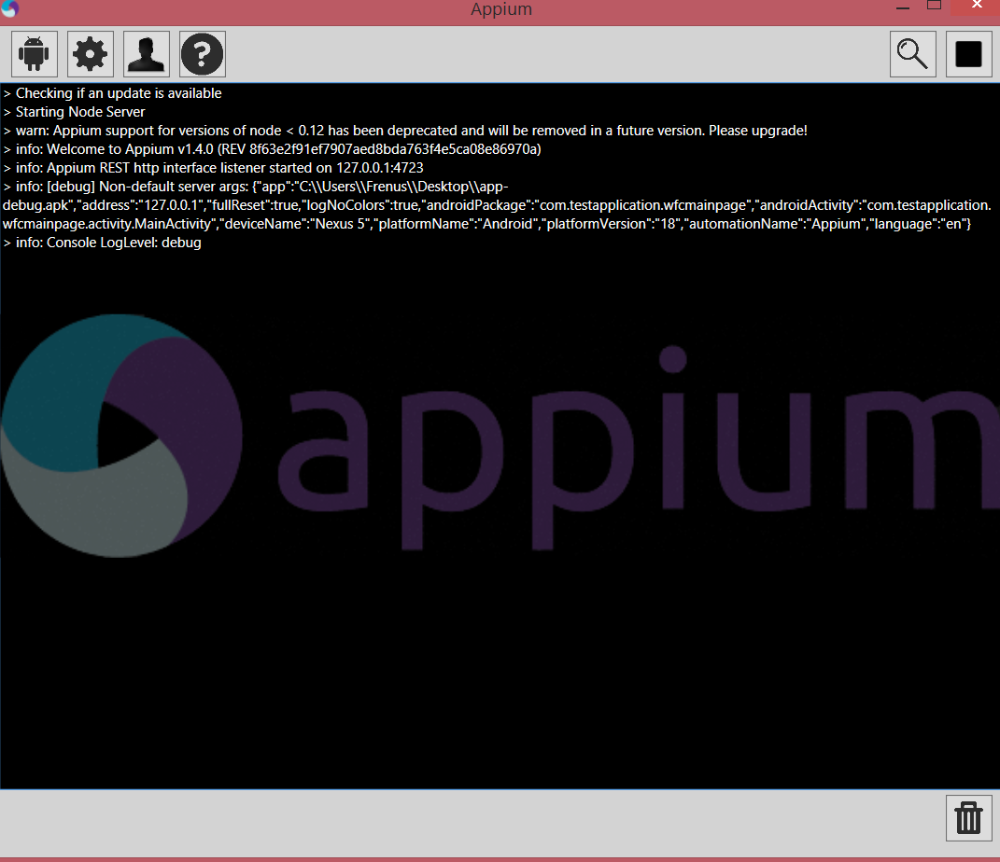 Appium
?
> Checking if an update is available
> Starting Node Server
> warn: Appium support for versions of node < 0.12 has been deprecated and will be removed in a future version. Please upgrade!
> info: Welcome to Appium v1.4.0 (REV 8f63e2f91ef7907aed8bda763f4e5ca08e86970a)
> info: Appium REST http interface listener started on 127.0.0.1:4723
> info: [debug] Non-default server args: {"app":"C:\\Users\\Frenus\\Desktop\\app-
debug.apk","address":"127.0.0.1","fullReset":true,"logNoColors":true,"androidPackage":"com.testapplication.wfcmainpage","androidActivity":"com.testapplication.
wfcmainpage.activity.MainActivity","deviceName":"Nexus 5","platformName":"Android","platformVersion":"18","automationName":"Appium","language":"en"}
> info: Console LogLevel: debug
appium